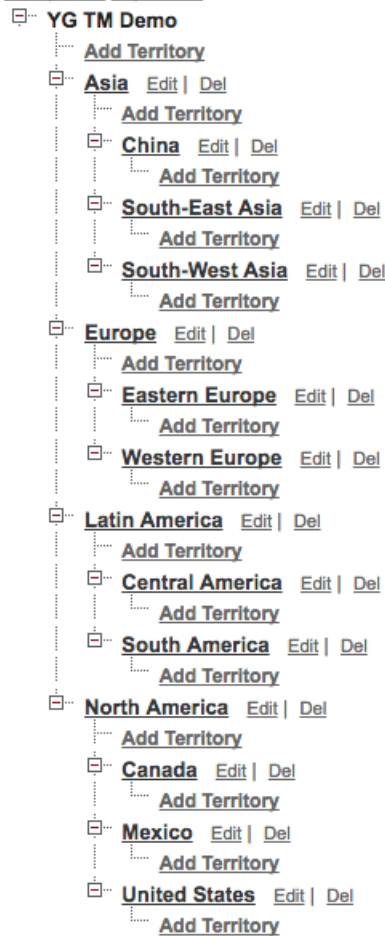 YG TM Demo
Add Territory
Asia Edit | Del
Add Territory
China Edit | Del
Add Territory
South-East Asia Edit | Del
Add Territory
South-West Asia Edit | Del
Add Territory
Europe Edit | Del
Add Territory
Eastern Europe Edit | Del
Add Territory
Western Europe Edit | Del
Add Territory
Latin America Edit | Del
Add Territory
Central America Edit | Del
Add Territory
South America Edit | Del
Add Territory
North America Edit | Del
Add Territory
Canada Edit | Del
Add Territory
Mexico Edit | Del
Add Territory
United States Edit | Del
Add Territory